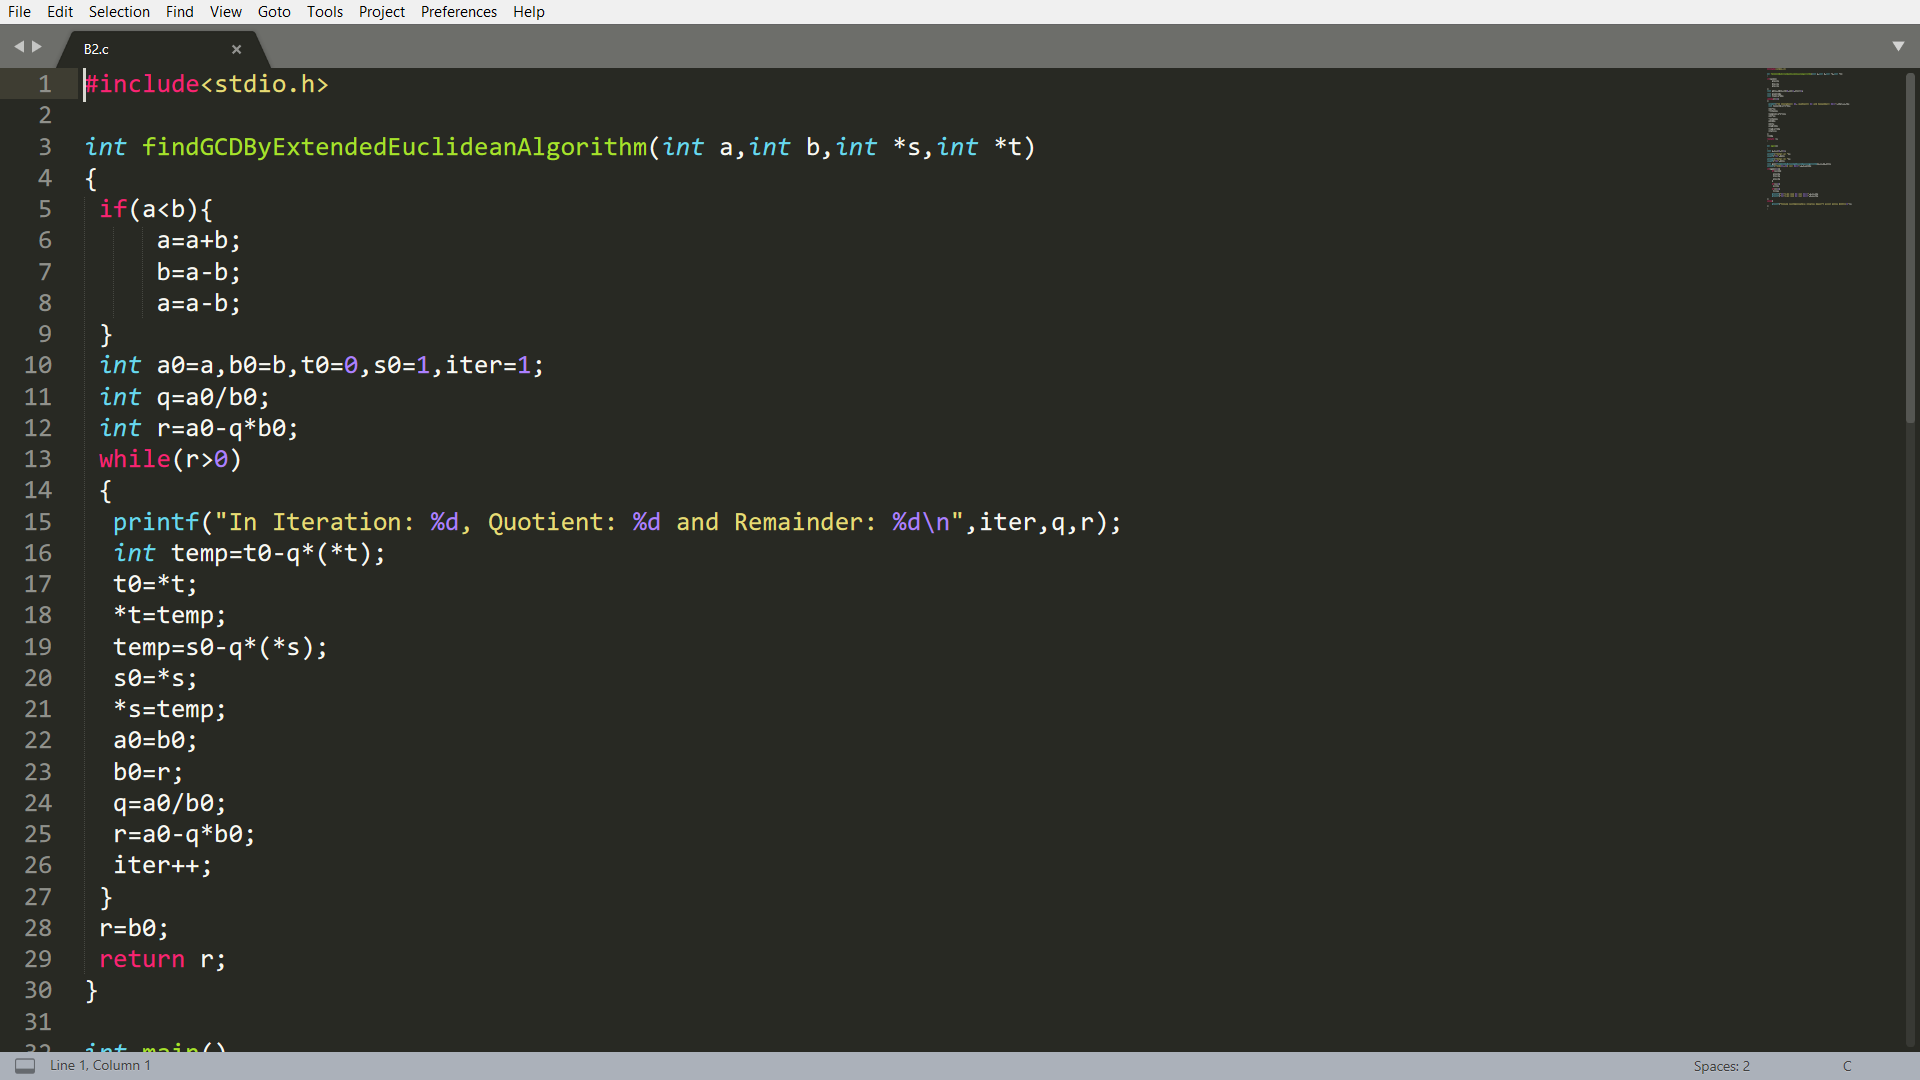 File Edit Selection Find View Goto Tools Project Preferences Help
B2.c
1 #include<stdio.h>
2
3 int findGCDByExtendedEuclideanAlgorithm(int a,int b,int *s,int *t)
4 {
5 if(a<b){
6 a=a+b;
7 b=a-b;
8 a=a-b;
9 }
10 int a0=a,b0=b,t0=0,s0=1,iter=1;
11 int q=a0/b0;
12 int r=a0-q*b0;
13 while(r>0)
14 {
15 printf("In Iteration: %d, Quotient: %d and Remainder: %d\n",iter,q,r);
16 int temp=t0-q*(*t);
17 t0=*t;
18 *t=temp;
19 temp=s0-q*(*s);
20 s0=*s;
21 *s=temp;
22 a0=b0;
23 b0=r;
24 q=a0/b0;
25 r=a0-q*b0;
26 iter++;
27 }
28 r=b0;
29 return r;
30 }
31
32 int main()
Line 1, Column 1 Spaces: 2 C